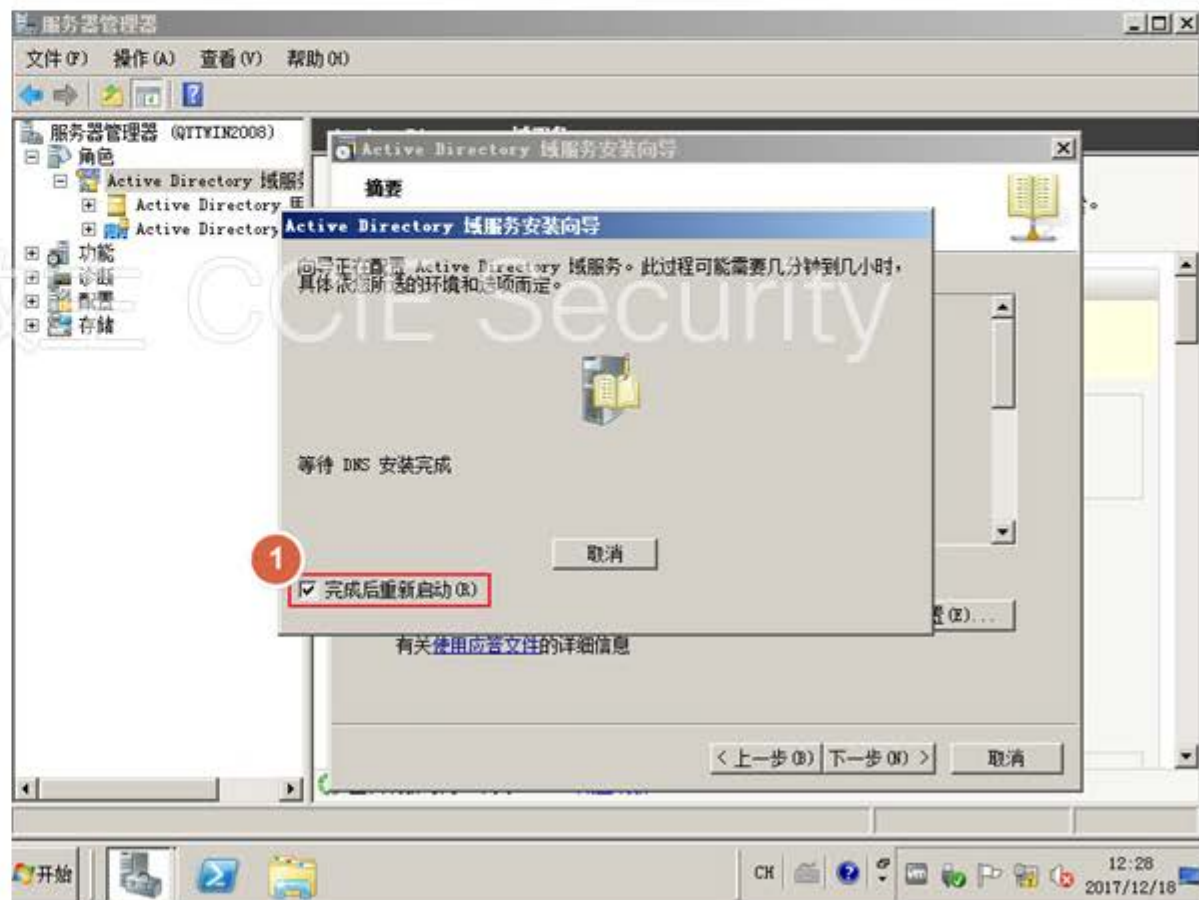 服务器管理器
文件(F) 操作(A) 查看(V) 帮助(H)
服务器管理器 (QYTWIN2008)
角色
Active Directory 域服
Active Directory
Active Directory
功能
诊断
配置
存储
Active Directory 域服务安装向导
摘要
Active Directory 域服务安装向导
向导正在配置 Active Directory 域服务。此过程可能需要几分钟到几小时，
具体依赖所选的环境和选项而定。
CCIE Security
等待 DNS 安装完成
取消
1
完成后重新启动(R)
(E)...
有关使用应答文件的详细信息
< 上一步(B) 下一步(N) > 取消
开始
CH
12:28
2017/12/18